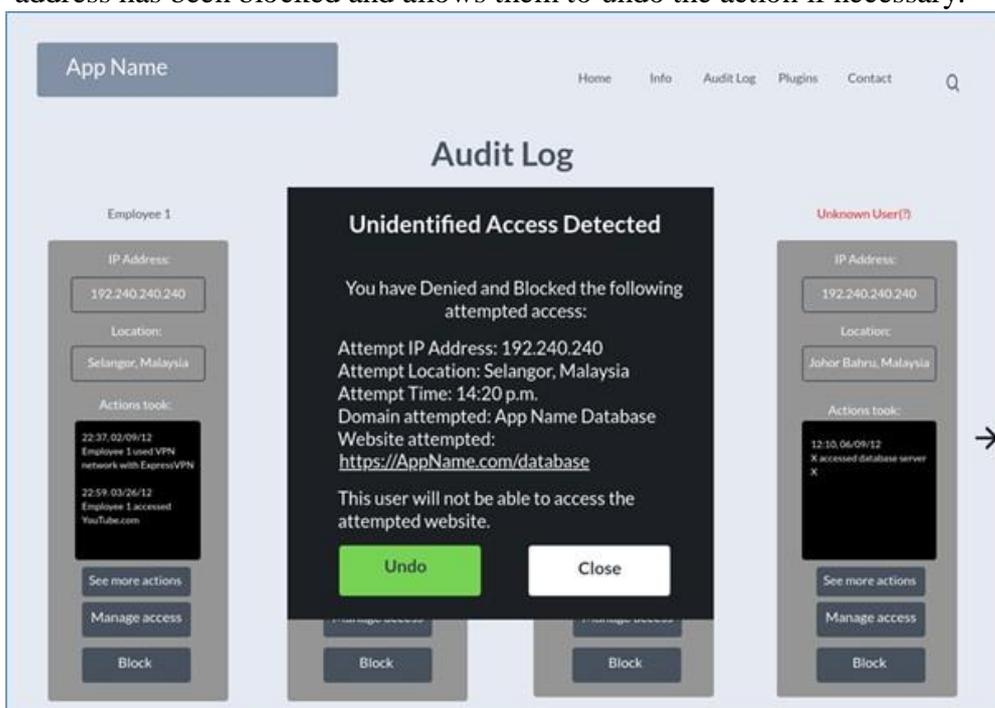 address has been blocked and allows them to undo the action if necessary.
App Name
Home Info Audit Log Plugins Contact
Audit Log
Employee 1
IP Address:
192.240.240.240
Location:
Selangor, Malaysia
Actions took:
22:37, 02/09/12
Employee 1 used VPN
network with ExpressVPN
22:59. 03/26/12
Employee 1 accessed
YouTube.com
See more actions
Manage access
Block
Unidentified Access Detected
You have Denied and Blocked the following
attempted access:
Attempt IP Address: 192.240.240
Attempt Location: Selangor, Malaysia
Attempt Time: 14:20 p.m.
Domain attempted: App Name Database
Website attempted:
https://AppName.com/database
This user will not be able to access the
attempted website.
Undo
Close
Manage access
Block
Manage access
Block
Unknown User(?)
IP Address:
192.240.240.240
Location:
Johor Bahru, Malaysia
Actions took:
12:10, 06/09/12
X accessed database server
X
See more actions
Manage access
Block